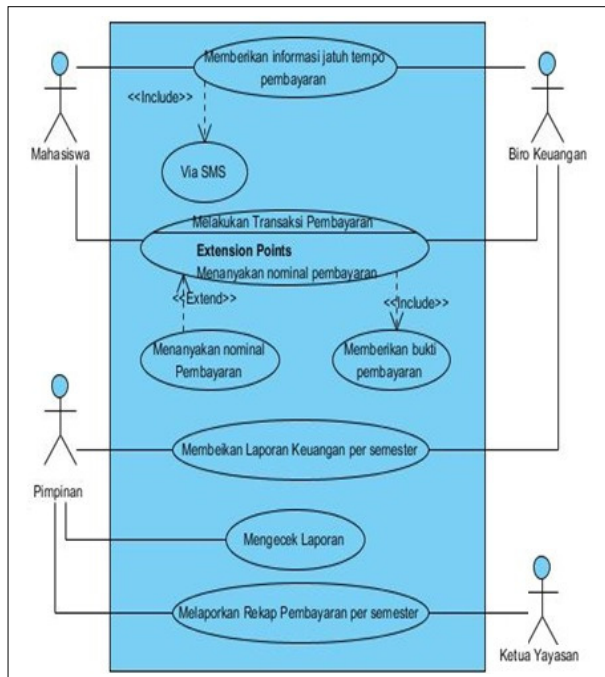 Memberikan informasi jatuh tempo
pembayaran
<<Include>>
Mahasiswa
Biro Keuangan
Via SMS
Melakukan Transaksi Pembayaran
Extension Points
Menanyakan nominal pembayaran
<<Extend>>
<<Include>>
Menanyakan nominal
Pembayaran
Memberikan bukti
pembayaran
Membeikan Laporan Keuangan per semester
Pimpinan
Mengecek Laporan
Melaporkan Rekap Pembayaran per semester
Ketua Yayasan